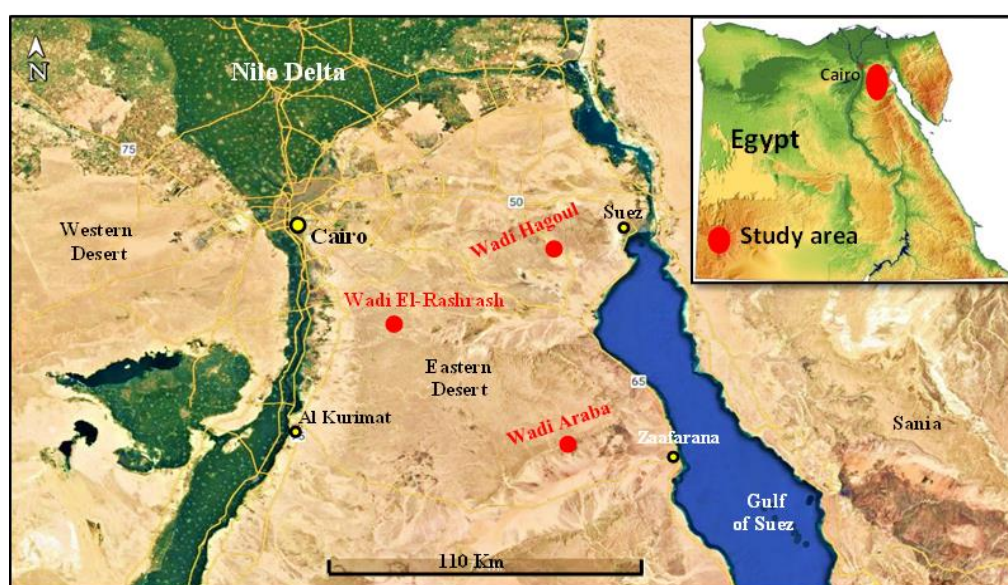 N
Nile Delta
75
Western
Desert
Cairo
50
Suez
Wadi Hagoul
Wadi El-Rashrash
Eastern
Desert
65
Al Kurimat
Wadi Araba
Zaafarana
Sania
Gulf
of Suez
110 Km
Cairo
Egypt
Study area